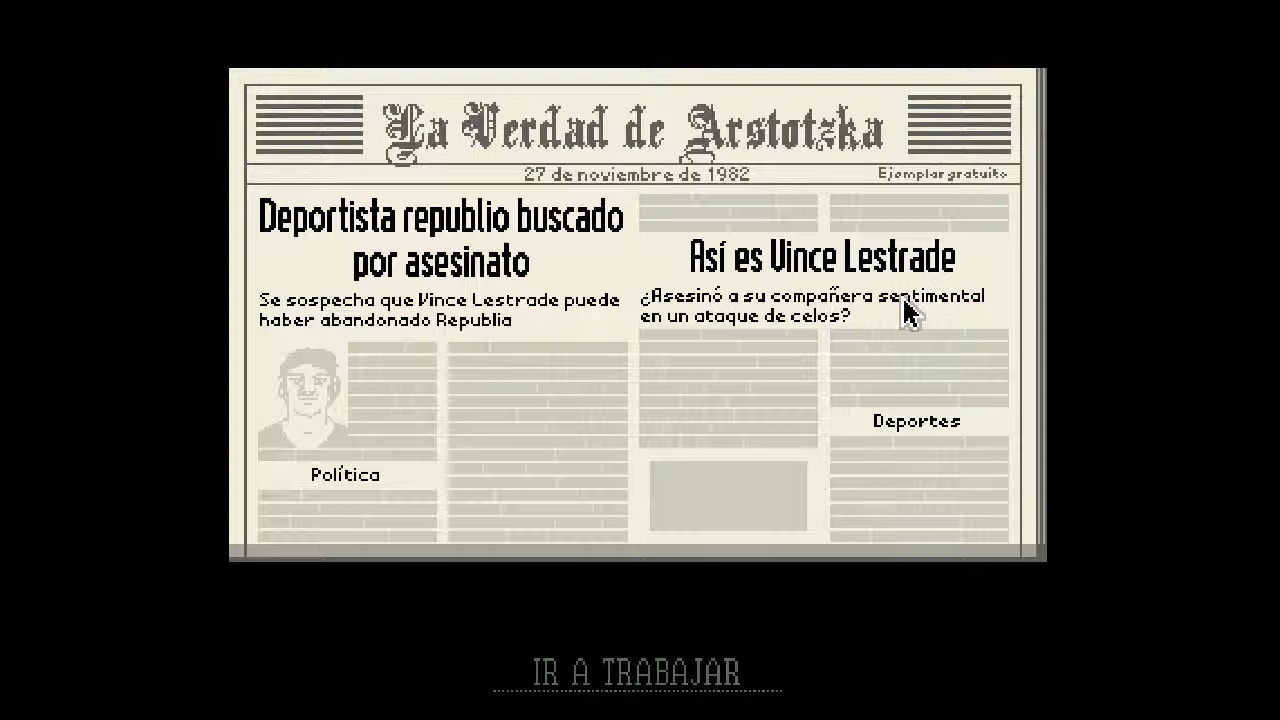 La Verdad de Arstotzka
27 de noviembre de 1982
Ejemplar gratuito
Deportista republio buscado
por asesinato
Se sospecha que Vince Lestrade puede
haber abandonado Republia
Política
Así es Vince Lestrade
¿Asesinó a su compañera sentimental
en un ataque de celos?
Deportes
IR A TRABAJAR